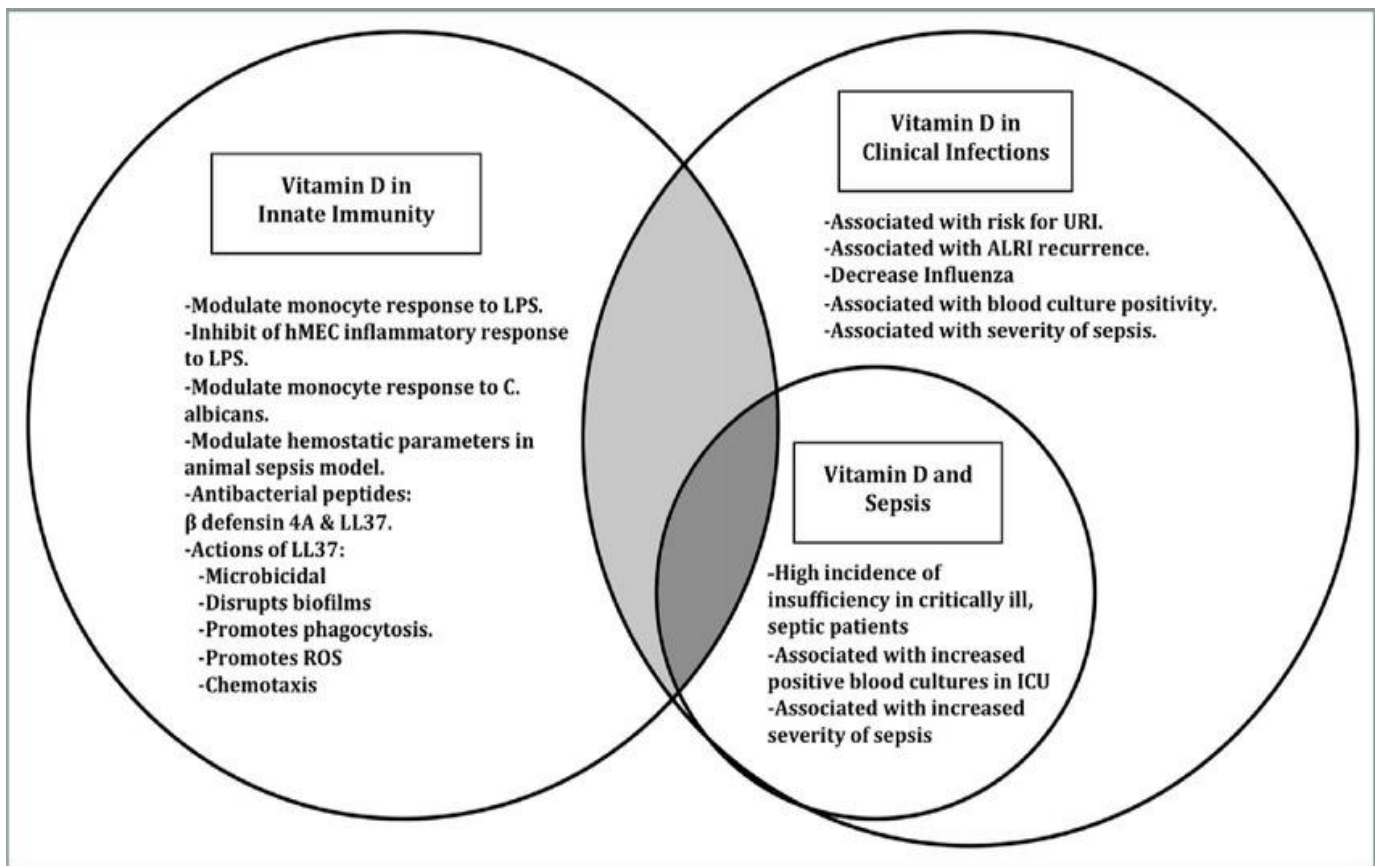 Vitamin D in
Innate Immunity
-Modulate monocyte response to LPS.
-Inhibit of hMEC inflammatory response
to LPS.
-Modulate monocyte response to C.
albicans.
-Modulate hemostatic parameters in
animal sepsis model.
-Antibacterial peptides:
β defensin 4A & LL37.
-Actions of LL37:
-Microbicidal
-Disrupts biofilms
-Promotes phagocytosis.
-Promotes ROS
-Chemotaxis
Vitamin D in
Clinical Infections
-Associated with risk for URI.
-Associated with ALRI recurrence.
-Decrease Influenza
-Associated with blood culture positivity.
-Associated with severity of sepsis.
Vitamin D and
Sepsis
-High incidence of
insufficiency in critically ill,
septic patients
-Associated with increased
positive blood cultures in ICU
-Associated with increased
severity of sepsis